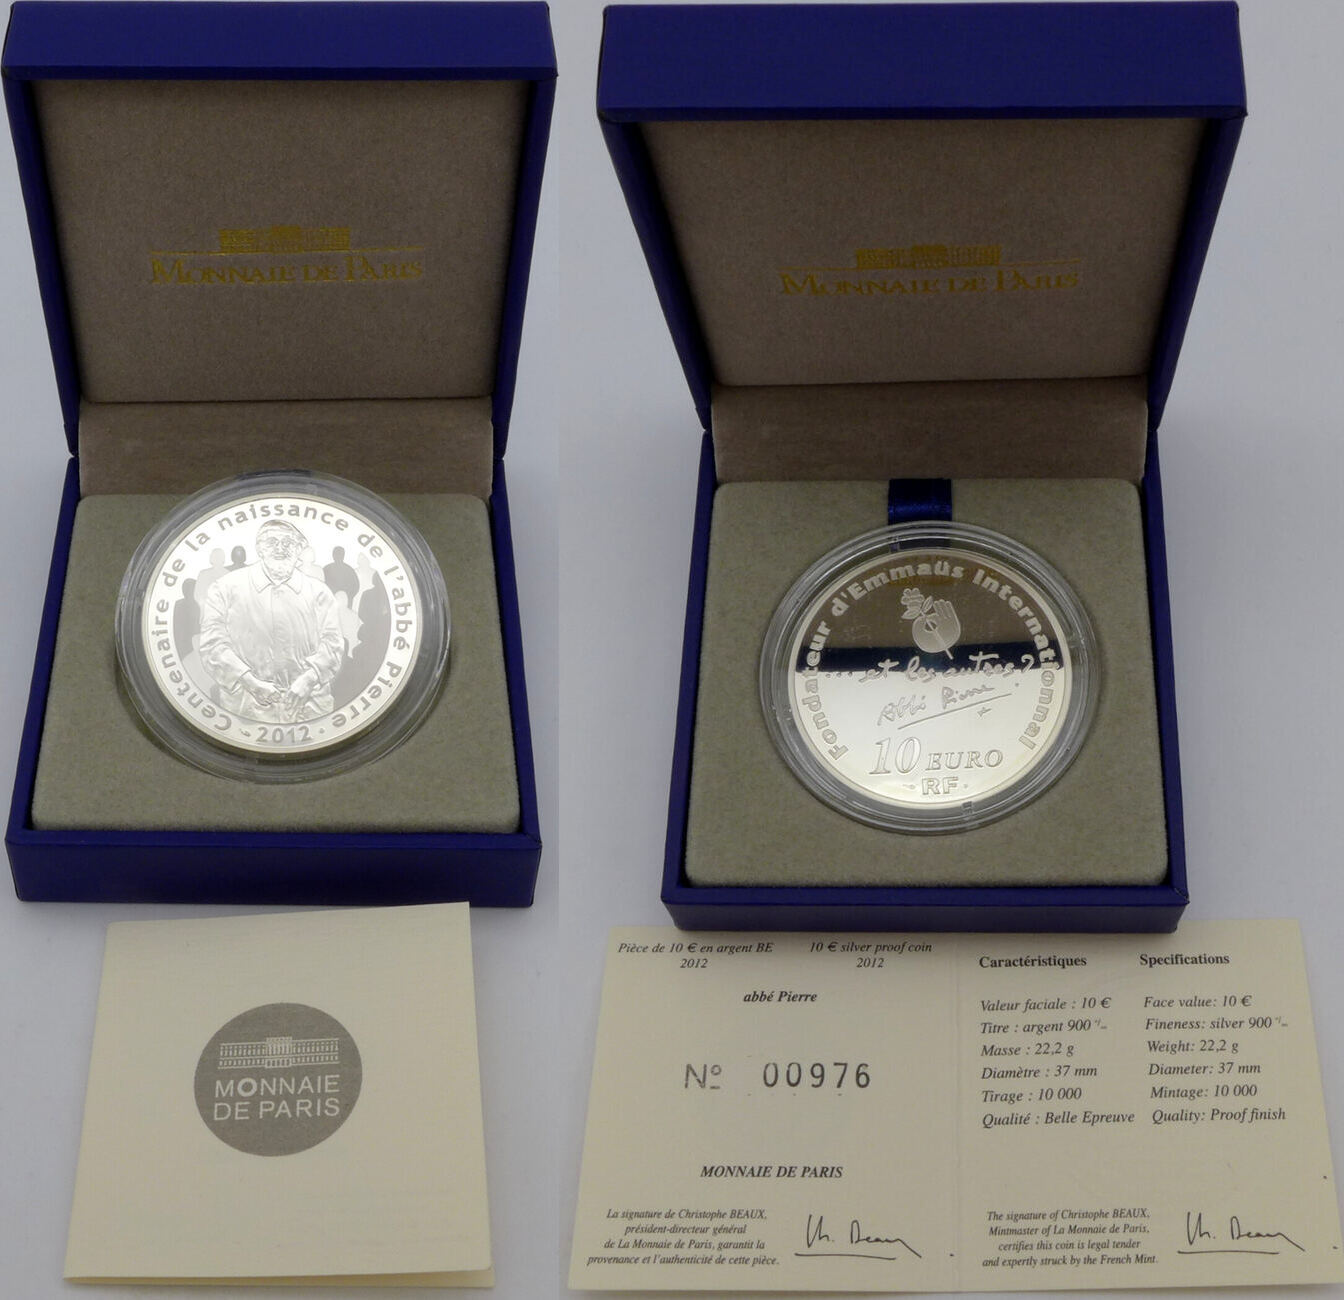 MONNAIE DE PARIS
Centenaire de la naissance de l'abbé Pierre
2012
MONNAIE
DE PARIS
MONNAIE DE PARIS
Fondateur d'Emmaüs International
... et les autres ?
Abbé Pierre
10 EURO
RF
Pièce de 10 € en argent BE
2012
10 € silver proof coin
2012
abbé Pierre
Nº 00976
MONNAIE DE PARIS
La signature de Christophe BEAUX,
président-directeur général
de La Monnaie de Paris, garantit la
provenance et l'authenticité de cette pièce.
Ch. Beaux
Caractéristiques
Valeur faciale : 10 €
Titre : argent 900
Masse : 22,2 g
Diamètre : 37 mm
Tirage : 10 000
Qualité : Belle Epreuve
Specifications
Face value: 10 €
Fineness: silver 900
Weight: 22,2 g
Diameter: 37 mm
Mintage: 10 000
Quality: Proof finish
The signature of Christophe BEAUX,
Mintmaster of La Monnaie de Paris,
certifies this coin is legal tender
and expertly struck by the French Mint.
Ch. Beaux